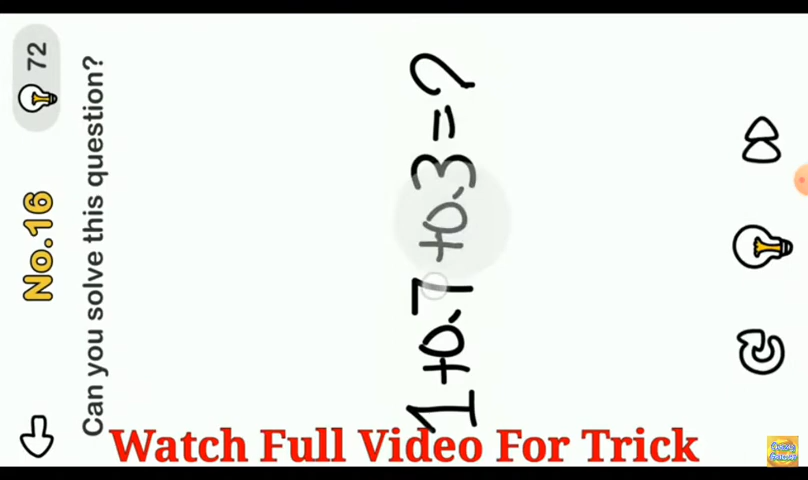 72
No.16
Can you solve this question?
1+0.7+0.3=?
Watch Full Video For Trick